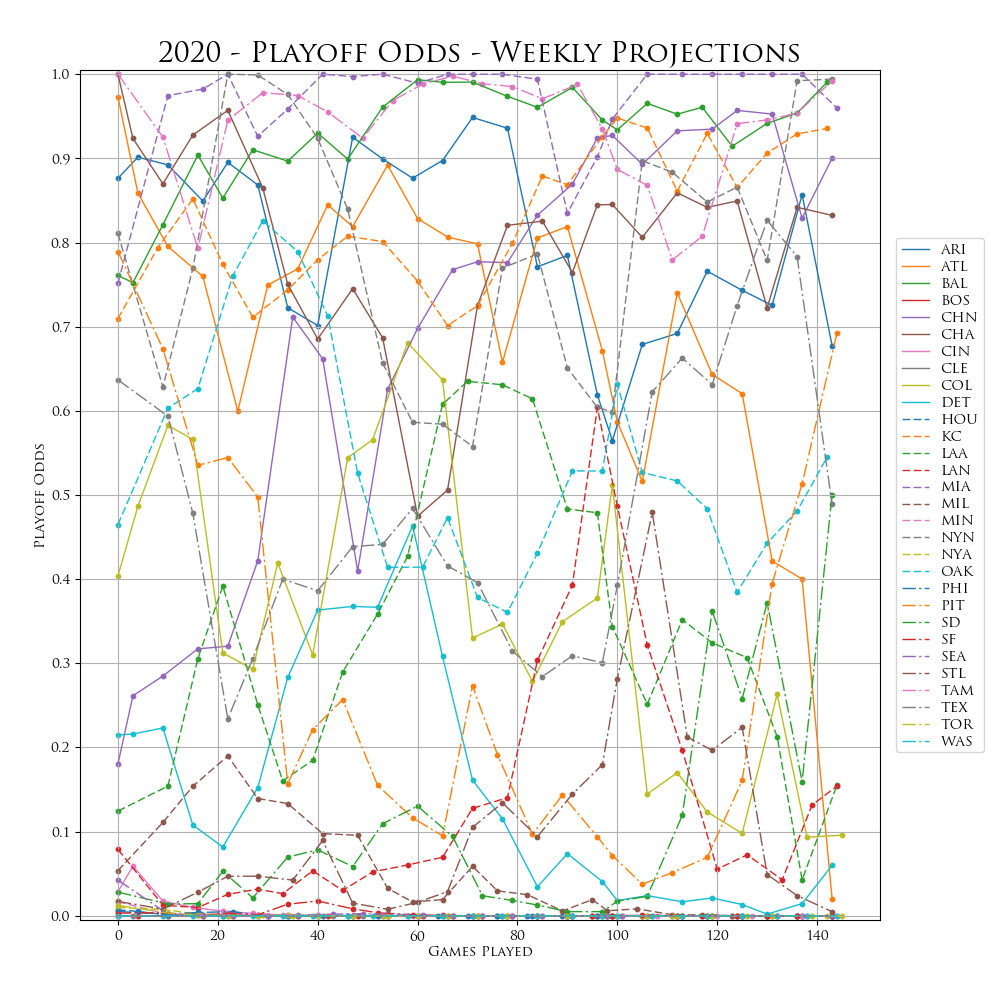 2020 - Playoff Odds - Weekly Projections
1.0
0.9
0.8
0.7
0.6
0.5
0.4
0.3
0.2
0.1
0.0
Playoff Odds
0 20 40 60 80 100 120 140
Games Played
ARI
ATL
BAL
BOS
CHN
CHA
CIN
CLE
COL
DET
HOU
KC
LAA
LAN
MIA
MIL
MIN
NYN
NYA
OAK
PHI
PIT
SD
SF
SEA
STL
TAM
TEX
TOR
WAS